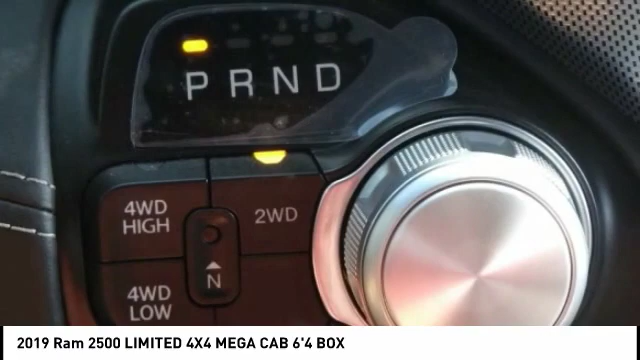 P R N D
4WD HIGH
2WD
N
4WD LOW
2019 Ram 2500 LIMITED 4X4 MEGA CAB 6'4 BOX